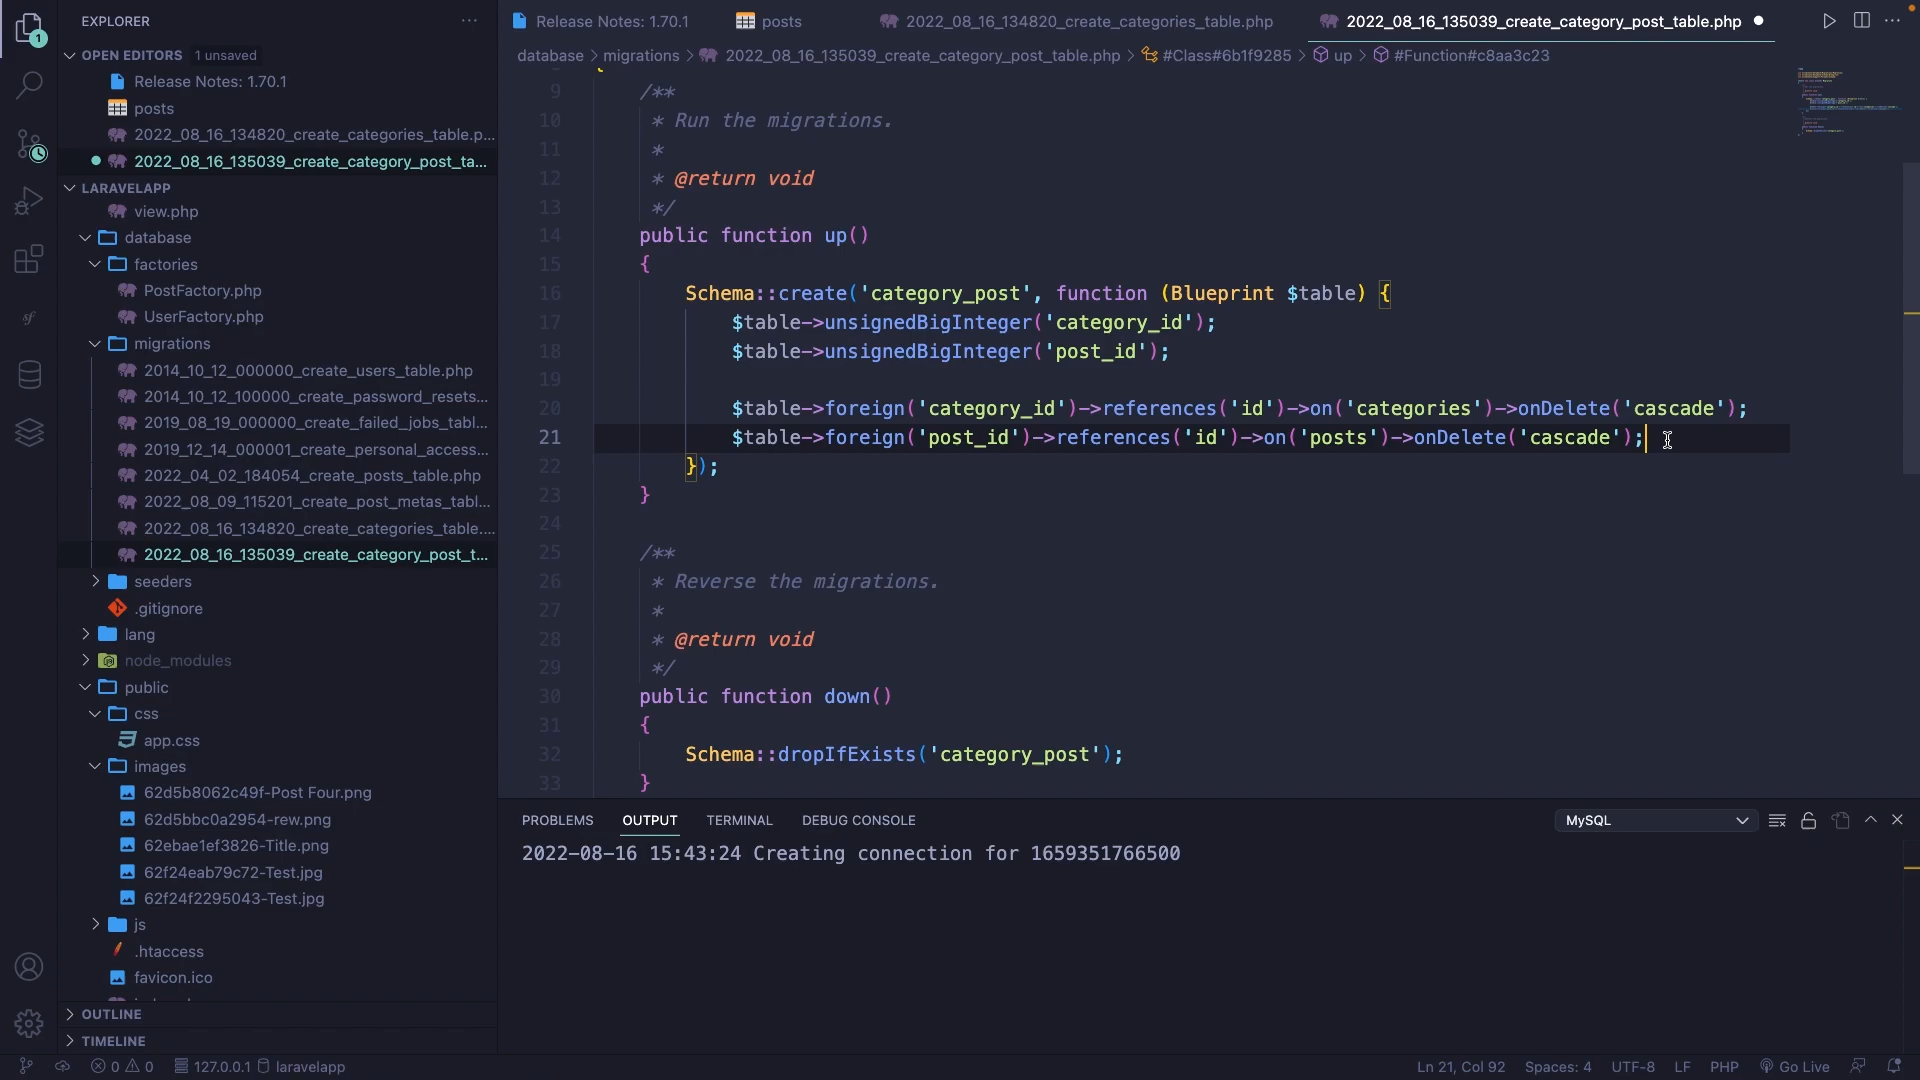 EXPLORER
OPEN EDITORS 1 unsaved
Release Notes: 1.70.1
posts
2022_08_16_134820_create_categories_table.p...
2022_08_16_135039_create_category_post_ta...
LARAVELAPP
view.php
database
factories
PostFactory.php
UserFactory.php
migrations
2014_10_12_000000_create_users_table.php
2014_10_12_100000_create_password_resets...
2019_08_19_000000_create_failed_jobs_tabl...
2019_12_14_000001_create_personal_access...
2022_04_02_184054_create_posts_table.php
2022_08_09_115201_create_post_metas_tabl...
2022_08_16_134820_create_categories_table....
2022_08_16_135039_create_category_post_t...
seeders
.gitignore
lang
node_modules
public
css
app.css
images
62d5b8062c49f-Post Four.png
62d5bbc0a2954-rew.png
62ebae1ef3826-Title.png
62f24eab79c72-Test.jpg
62f24f2295043-Test.jpg
js
.htaccess
favicon.ico
OUTLINE
TIMELINE
Release Notes: 1.70.1 posts 2022_08_16_134820_create_categories_table.php 2022_08_16_135039_create_category_post_table.php
database > migrations > 2022_08_16_135039_create_category_post_table.php > #Class#6b1f9285 > up > #Function#c8aa3c23
9 /**
10 * Run the migrations.
11 *
12 * @return void
13 */
14 public function up()
15 {
16 Schema::create('category_post', function (Blueprint $table) {
17 $table->unsignedBigInteger('category_id');
18 $table->unsignedBigInteger('post_id');
19
20 $table->foreign('category_id')->references('id')->on('categories')->onDelete('cascade');
21 $table->foreign('post_id')->references('id')->on('posts')->onDelete('cascade');
22 });
23 }
24
25 /**
26 * Reverse the migrations.
27 *
28 * @return void
29 */
30 public function down()
31 {
32 Schema::dropIfExists('category_post');
33 }
PROBLEMS OUTPUT TERMINAL DEBUG CONSOLE MySQL
2022-08-16 15:43:24 Creating connection for 1659351766500
0 0 127.0.0.1 laravelapp Ln 21, Col 92 Spaces: 4 UTF-8 LF PHP Go Live